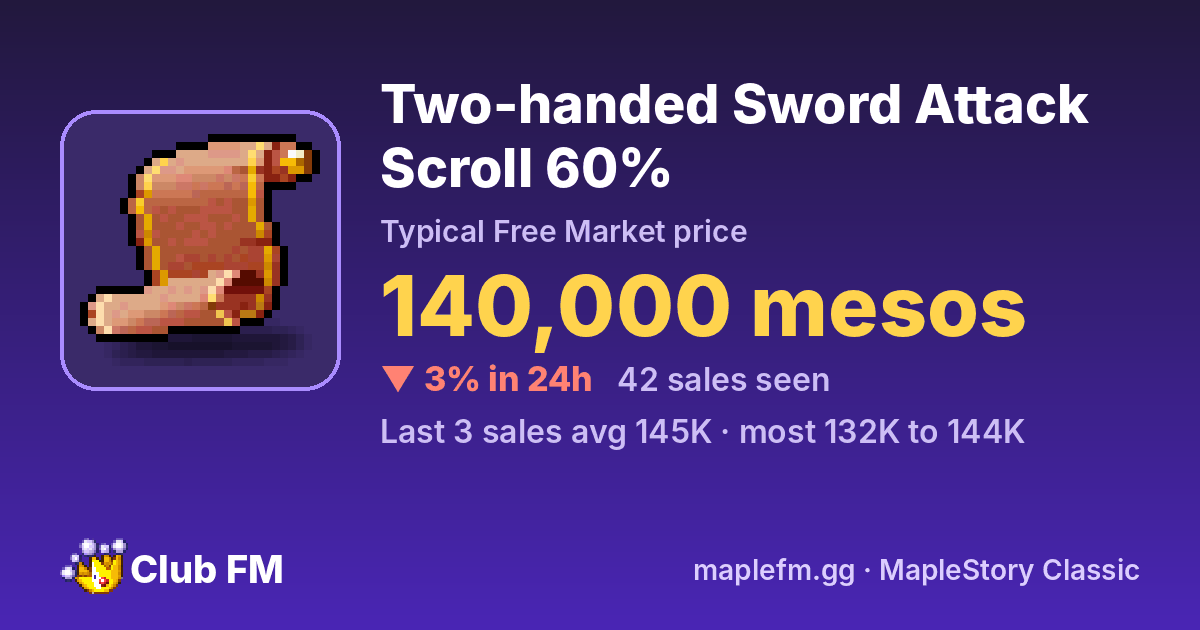 Two-handed Sword Attack
Scroll 60%
Typical Free Market price
140,000 mesos
▼ 3% in 24h 42 sales seen
Last 3 sales avg 145K · most 132K to 144K
Club FM
maplefm.gg · MapleStory Classic